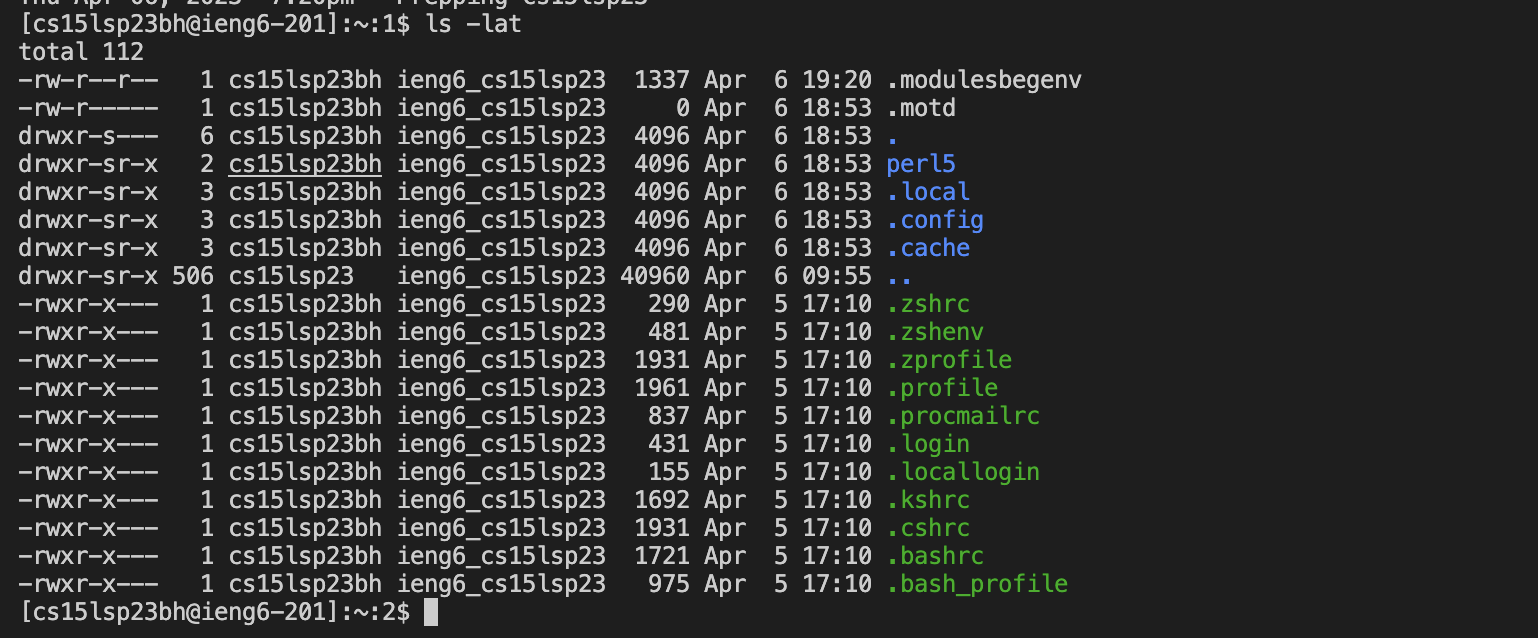 [cs15lsp23bh@ieng6-201]:~:1$ ls -lat
total 112
-rw-r--r--   1 cs15lsp23bh ieng6_cs15lsp23  1337 Apr  6 19:20 .modulesbegenv
-rw-r-----   1 cs15lsp23bh ieng6_cs15lsp23     0 Apr  6 18:53 .motd
drwxr-s---   6 cs15lsp23bh ieng6_cs15lsp23  4096 Apr  6 18:53 .
drwxr-sr-x   2 cs15lsp23bh ieng6_cs15lsp23  4096 Apr  6 18:53 perl5
drwxr-sr-x   3 cs15lsp23bh ieng6_cs15lsp23  4096 Apr  6 18:53 .local
drwxr-sr-x   3 cs15lsp23bh ieng6_cs15lsp23  4096 Apr  6 18:53 .config
drwxr-sr-x   3 cs15lsp23bh ieng6_cs15lsp23  4096 Apr  6 18:53 .cache
drwxr-sr-x 506 cs15lsp23   ieng6_cs15lsp23 40960 Apr  6 09:55 ..
-rwxr-x---   1 cs15lsp23bh ieng6_cs15lsp23   290 Apr  5 17:10 .zshrc
-rwxr-x---   1 cs15lsp23bh ieng6_cs15lsp23   481 Apr  5 17:10 .zshenv
-rwxr-x---   1 cs15lsp23bh ieng6_cs15lsp23  1931 Apr  5 17:10 .zprofile
-rwxr-x---   1 cs15lsp23bh ieng6_cs15lsp23  1961 Apr  5 17:10 .profile
-rwxr-x---   1 cs15lsp23bh ieng6_cs15lsp23   837 Apr  5 17:10 .procmailrc
-rwxr-x---   1 cs15lsp23bh ieng6_cs15lsp23   431 Apr  5 17:10 .login
-rwxr-x---   1 cs15lsp23bh ieng6_cs15lsp23   155 Apr  5 17:10 .locallogin
-rwxr-x---   1 cs15lsp23bh ieng6_cs15lsp23  1692 Apr  5 17:10 .kshrc
-rwxr-x---   1 cs15lsp23bh ieng6_cs15lsp23  1931 Apr  5 17:10 .cshrc
-rwxr-x---   1 cs15lsp23bh ieng6_cs15lsp23  1721 Apr  5 17:10 .bashrc
-rwxr-x---   1 cs15lsp23bh ieng6_cs15lsp23   975 Apr  5 17:10 .bash_profile
[cs15lsp23bh@ieng6-201]:~:2$